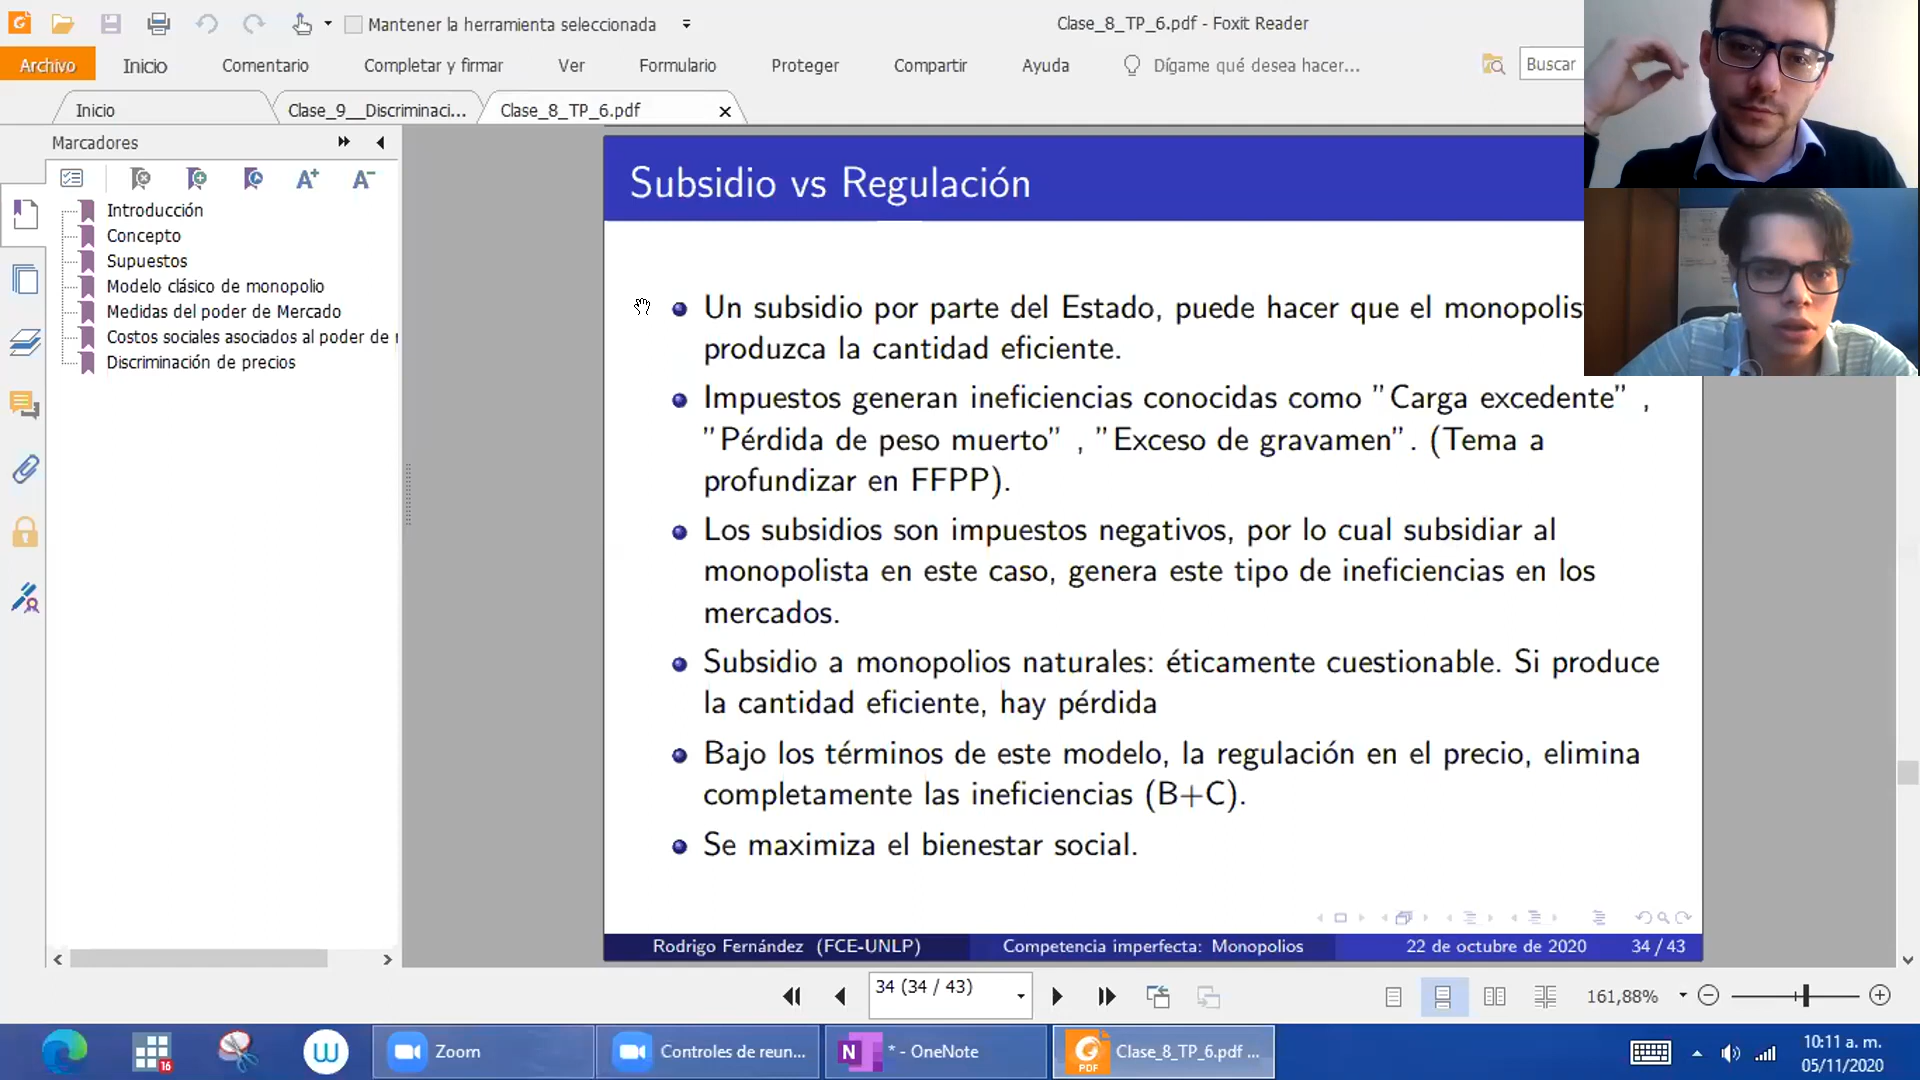 Mantener la herramienta seleccionada
Clase_8_TP_6.pdf - Foxit Reader
Archivo Inicio Comentario Completar y firmar Ver Formulario Proteger Compartir Ayuda Dígame qué desea hacer... Buscar
Inicio Clase_9__Discriminaci... Clase_8_TP_6.pdf
Marcadores
Introducción
Concepto
Supuestos
Modelo clásico de monopolio
Medidas del poder de Mercado
Costos sociales asociados al poder de
Discriminación de precios
Subsidio vs Regulación
Un subsidio por parte del Estado, puede hacer que el monopolis
produzca la cantidad eficiente.
Impuestos generan ineficiencias conocidas como "Carga excedente" ,
"Pérdida de peso muerto" , "Exceso de gravamen". (Tema a
profundizar en FFPP).
Los subsidios son impuestos negativos, por lo cual subsidiar al
monopolista en este caso, genera este tipo de ineficiencias en los
mercados.
Subsidio a monopolios naturales: éticamente cuestionable. Si produce
la cantidad eficiente, hay pérdida
Bajo los términos de este modelo, la regulación en el precio, elimina
completamente las ineficiencias (B+C).
Se maximiza el bienestar social.
Rodrigo Fernández (FCE-UNLP) Competencia imperfecta: Monopolios 22 de octubre de 2020 34 / 43
34 (34 / 43) 161,88%
16 Zoom Controles de reun... * - OneNote Clase_8_TP_6.pdf ...
10:11 a. m.
05/11/2020